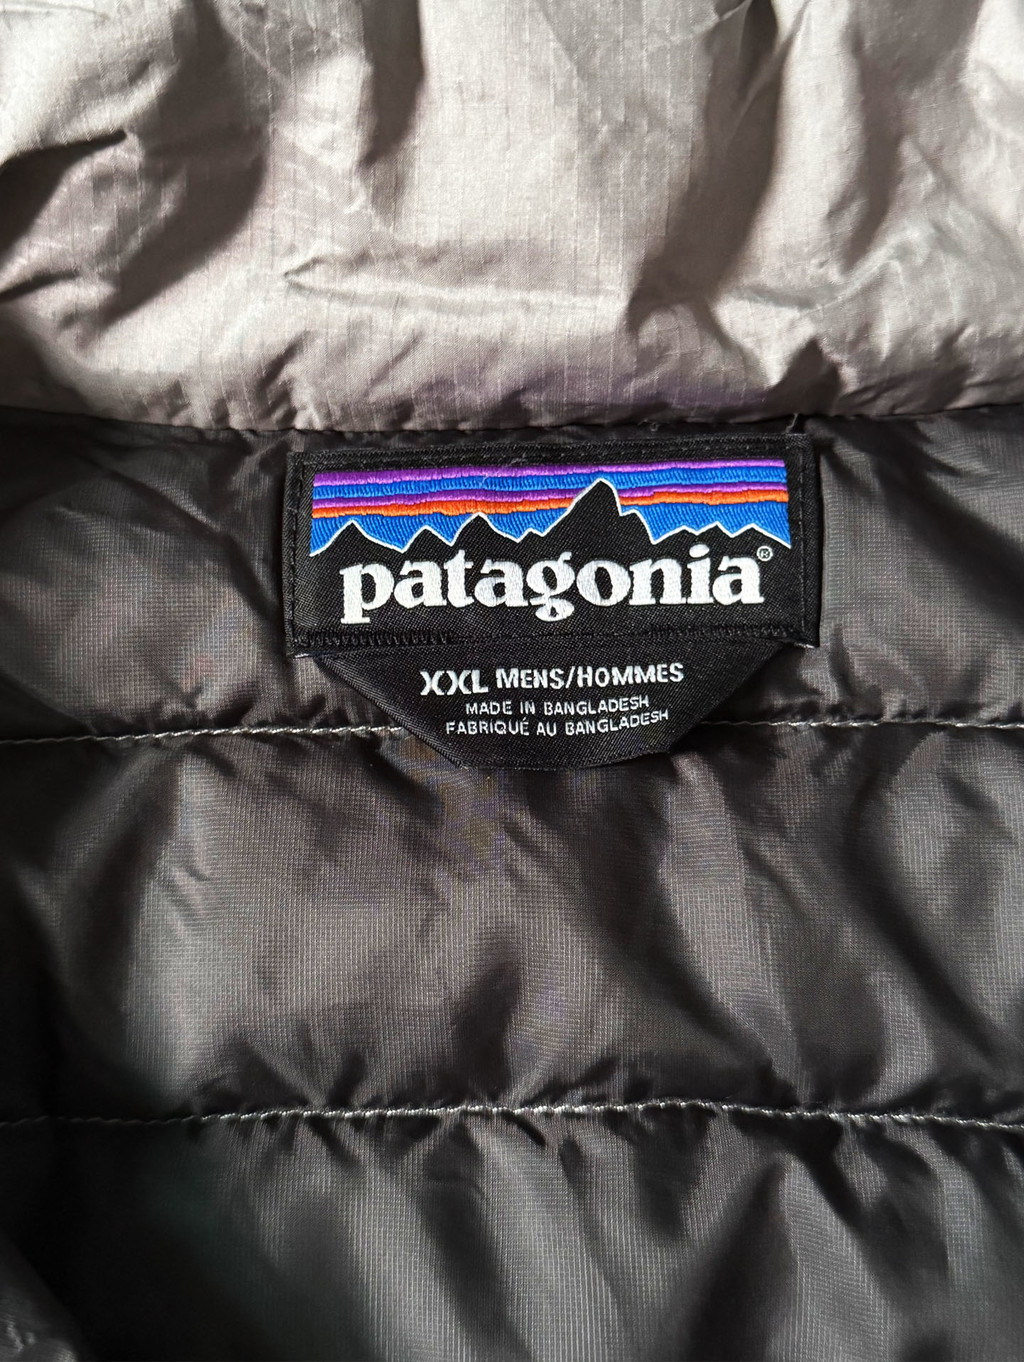 patagonia®
XXL MENS/HOMMES
MADE IN BANGLADESH
FABRIQUÉ AU BANGLADESH